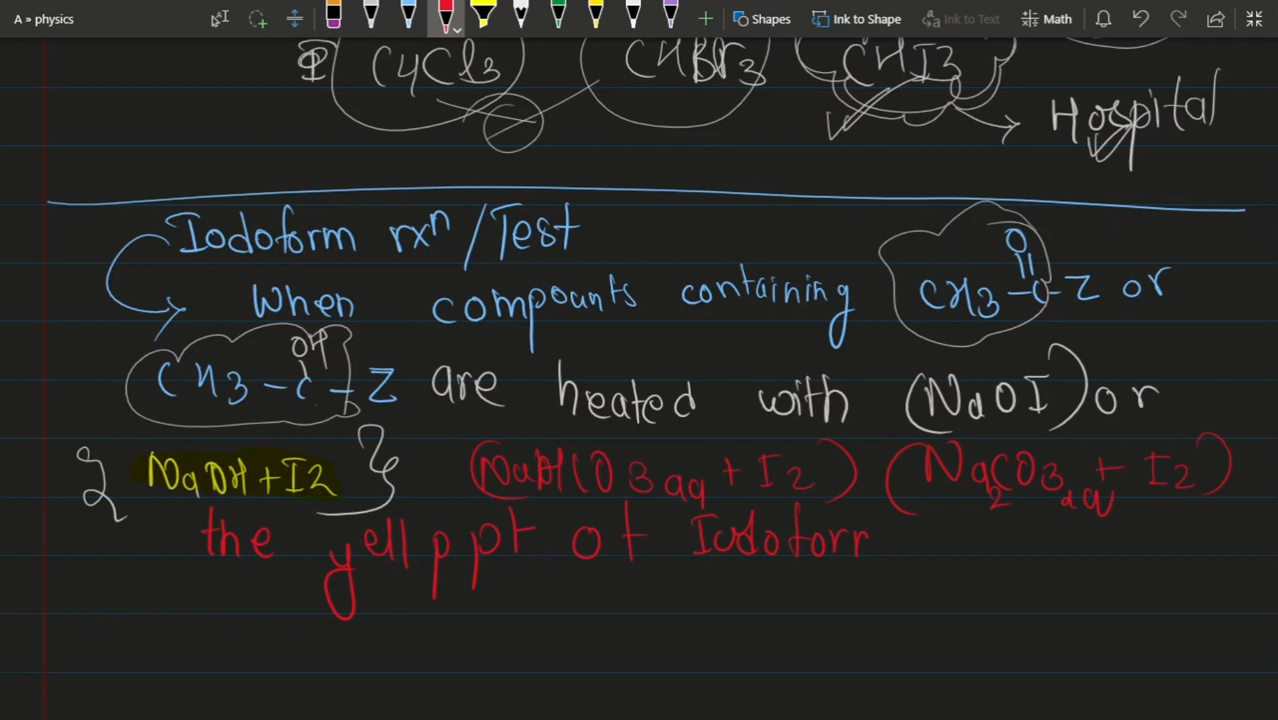 A » physics Shapes Ink to Shape Ink to Text Math
CHCl3 CHBr3 CHI3
Hospital
Iodoform rxn/Test
When compounts containing CH3-C-Z or
O
OH
CH3-C-Z are heated with (NaOI) or
{NaOH+I2} (NaHCO3 aq + I2) (Na2CO3 aq + I2)
the yell ppt of Iodoforr